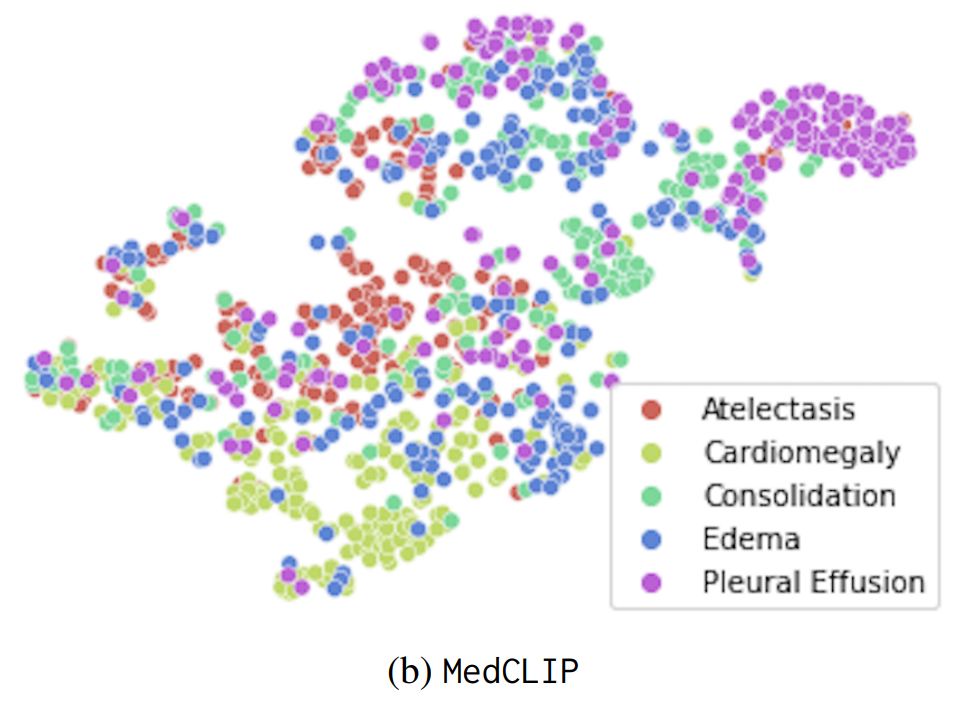 Atelectasis
Cardiomegaly
Consolidation
Edema
Pleural Effusion
(b) MedCLIP